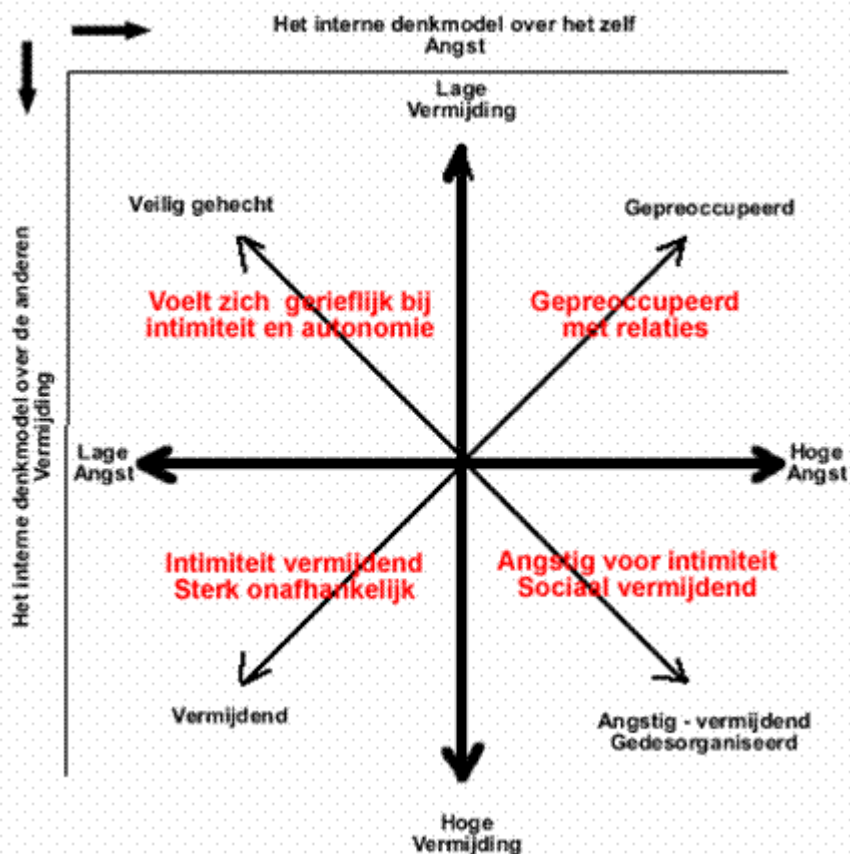 Het interne denkmodel over het zelf
Angst
Lage
Vermijding
Veilig gehecht
Gepreoccupeerd
Voelt zich gerieflijk bij
intimiteit en autonomie
Gepreoccupeerd
met relaties
Het interne denkmodel over de anderen
Vermijding
Lage
Angst
Hoge
Angst
Intimiteit vermijdend
Sterk onafhankelijk
Angstig voor intimiteit
Sociaal vermijdend
Vermijdend
Angstig - vermijdend
Gedesorganiseerd
Hoge
Vermijding